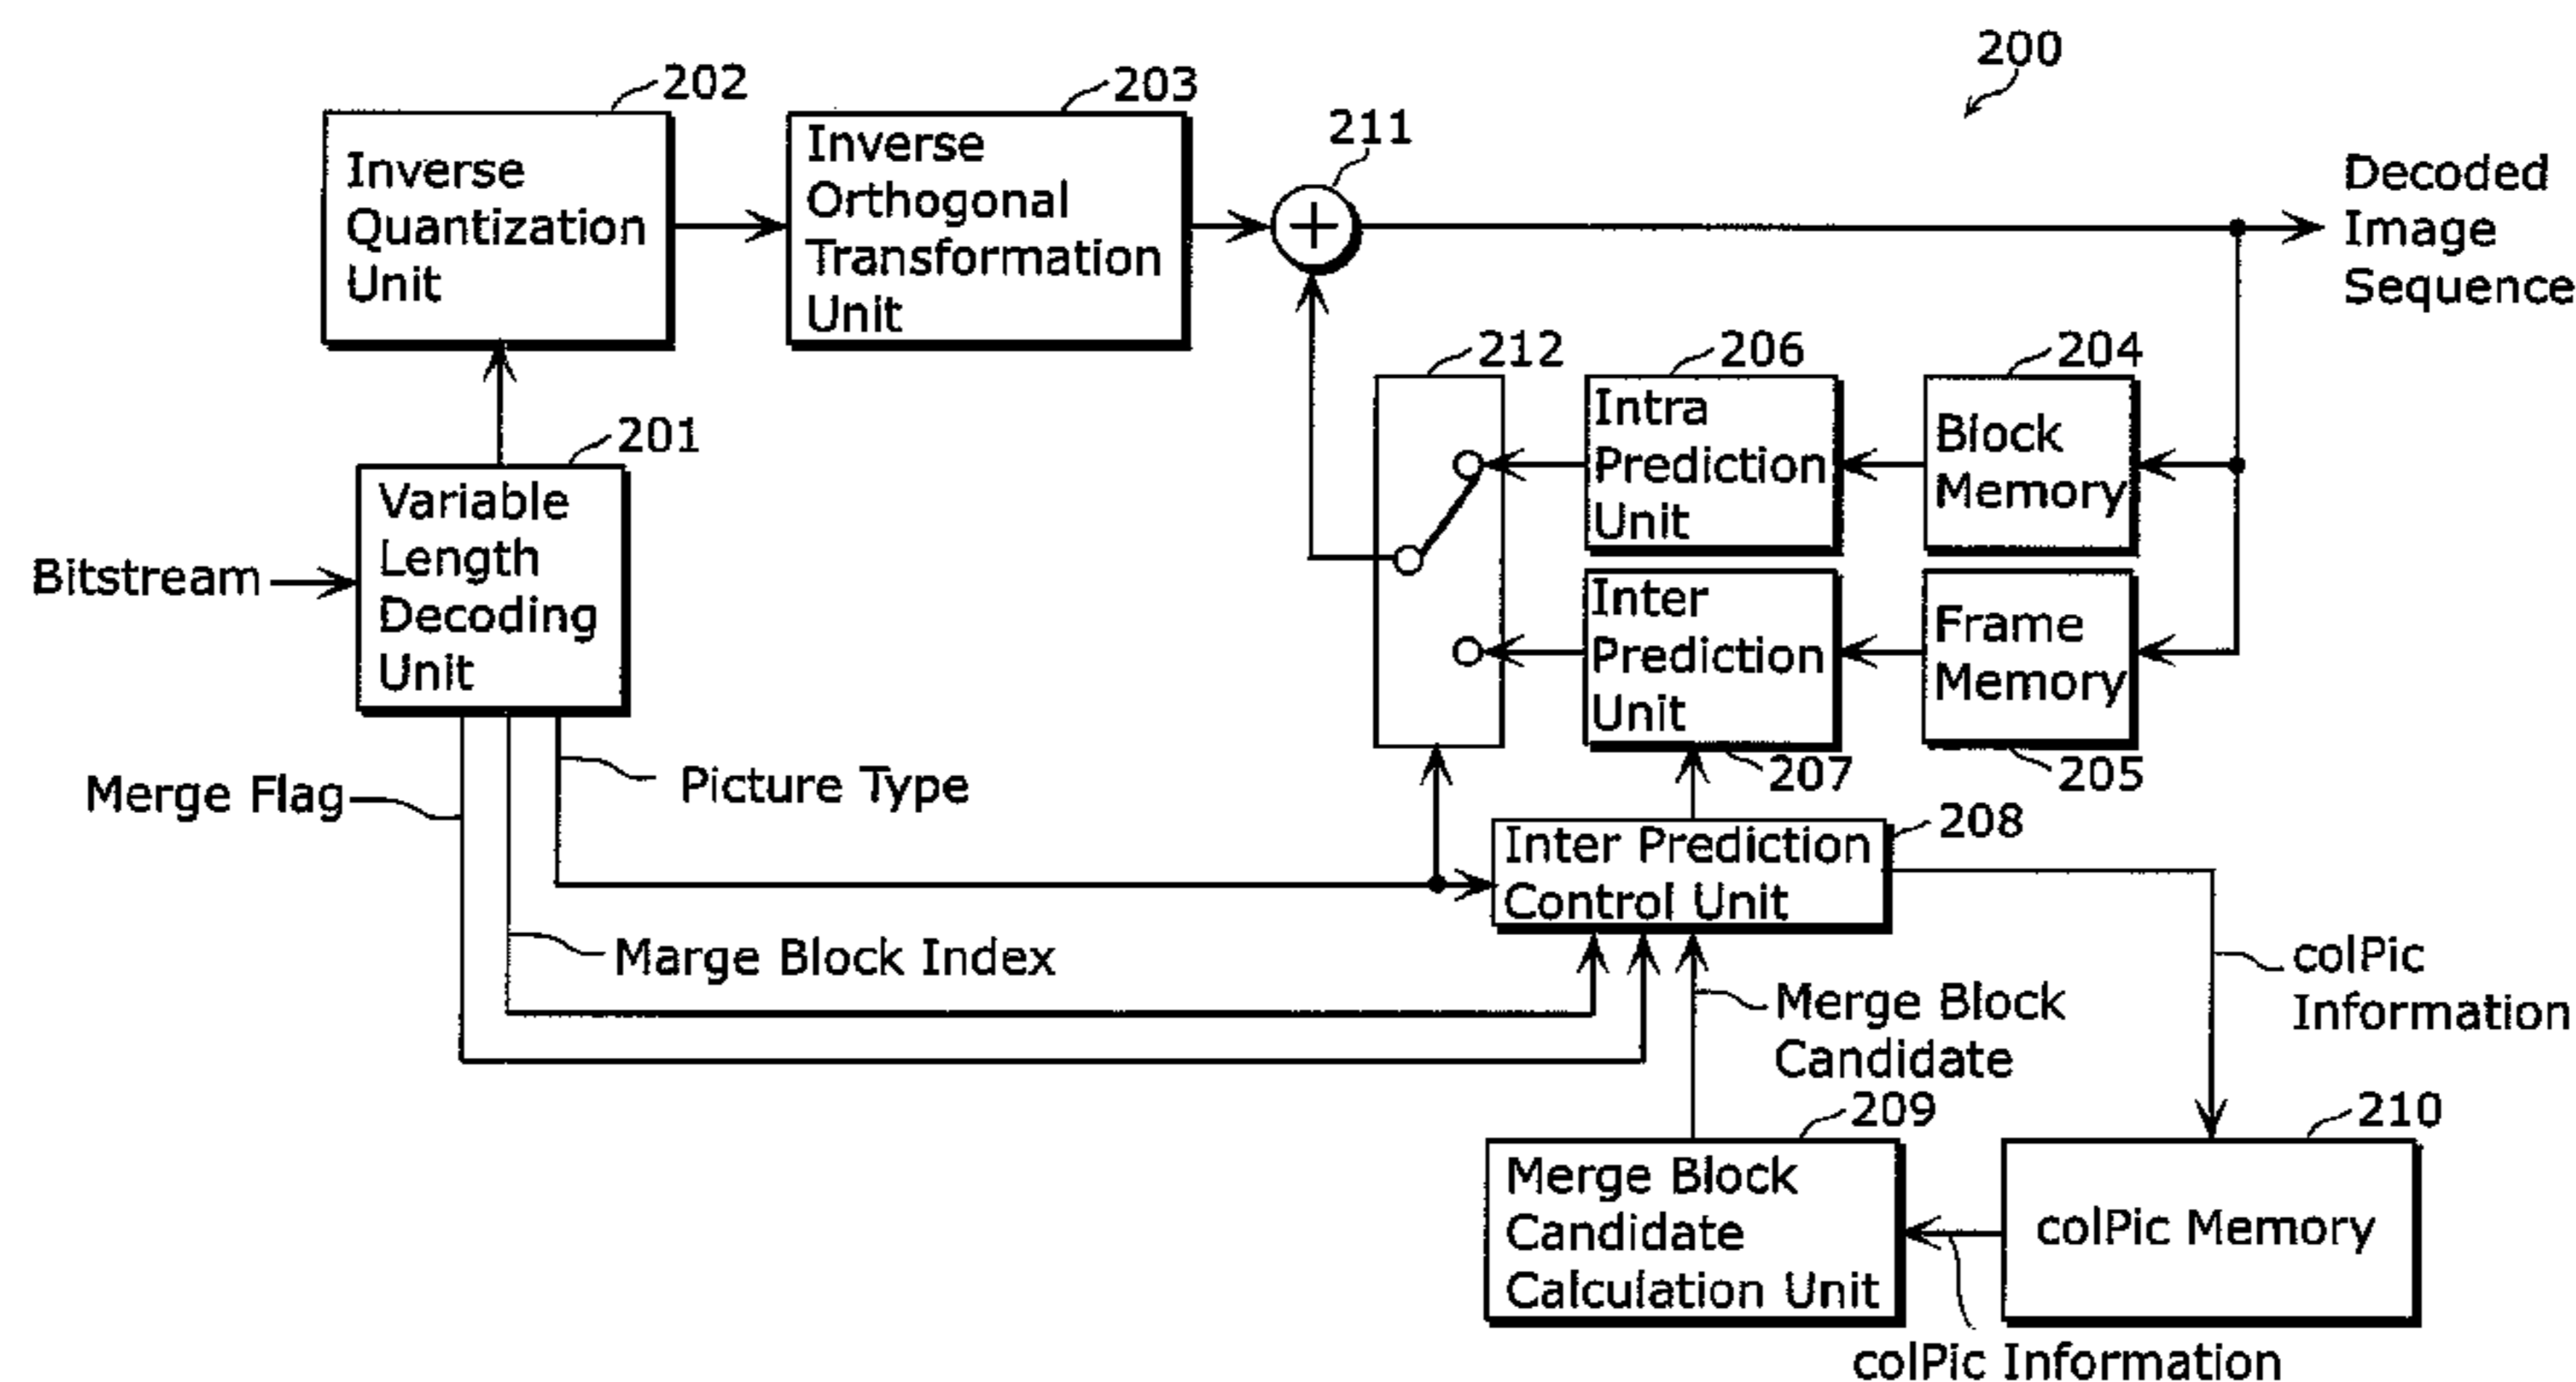 200
202
203
211
Inverse
Quantization
Unit
Inverse
Orthogonal
Transformation
Unit
Decoded
Image
Sequence
212
206
204
Intra
Prediction
Unit
Block
Memory
201
Variable
Length
Decoding
Unit
Bitstream
Inter
Prediction
Unit
Frame
Memory
207
205
Merge Flag
Picture Type
208
Inter Prediction
Control Unit
Marge Block Index
Merge Block
Candidate
colPic
Information
209
210
Merge Block
Candidate
Calculation Unit
colPic Memory
colPic Information